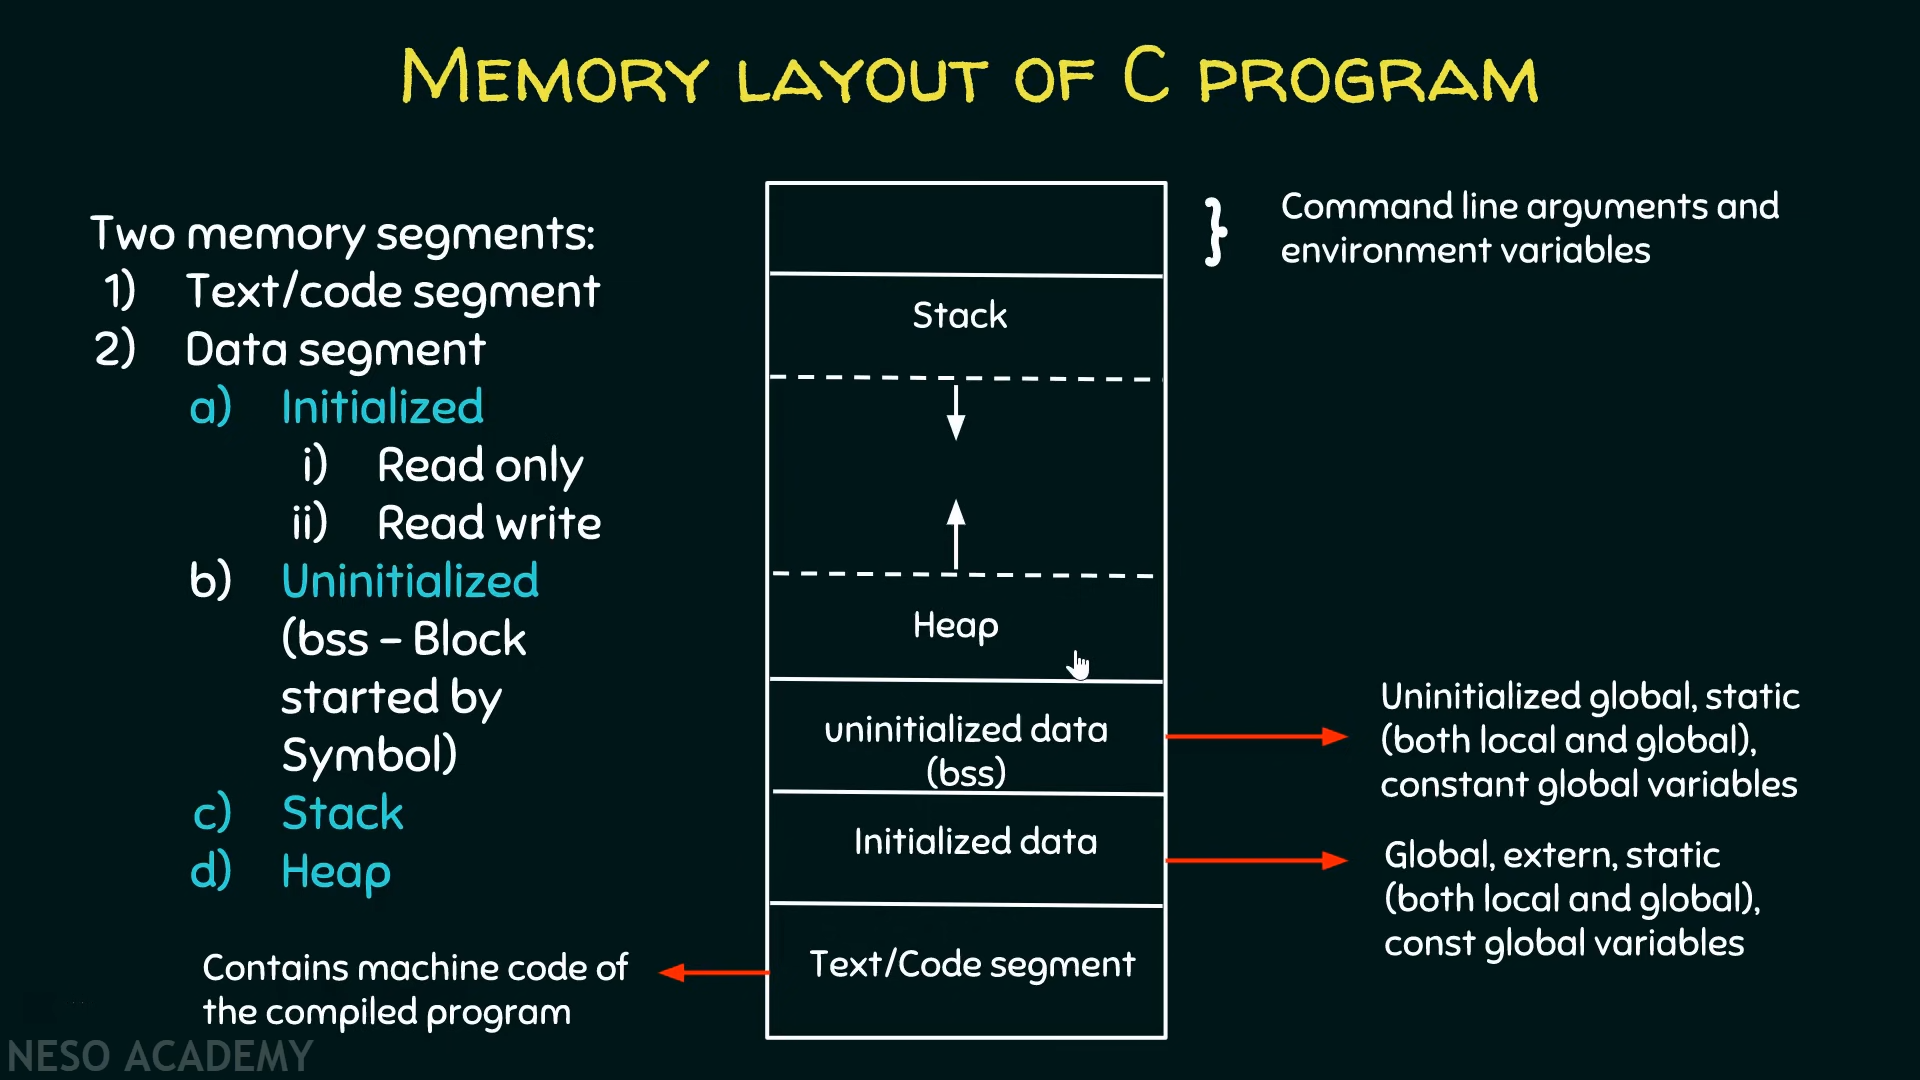 MEMORY LAYOUT OF C PROGRAM
Two memory segments:
1) Text/code segment
2) Data segment
a) Initialized
i) Read only
ii) Read write
b) Uninitialized
(bss – Block
started by
Symbol)
c) Stack
d) Heap
Contains machine code of
the compiled program
Stack
Heap
uninitialized data
(bss)
Initialized data
Text/Code segment
} Command line arguments and
environment variables
Uninitialized global, static
(both local and global),
constant global variables
Global, extern, static
(both local and global),
const global variables
NESO ACADEMY